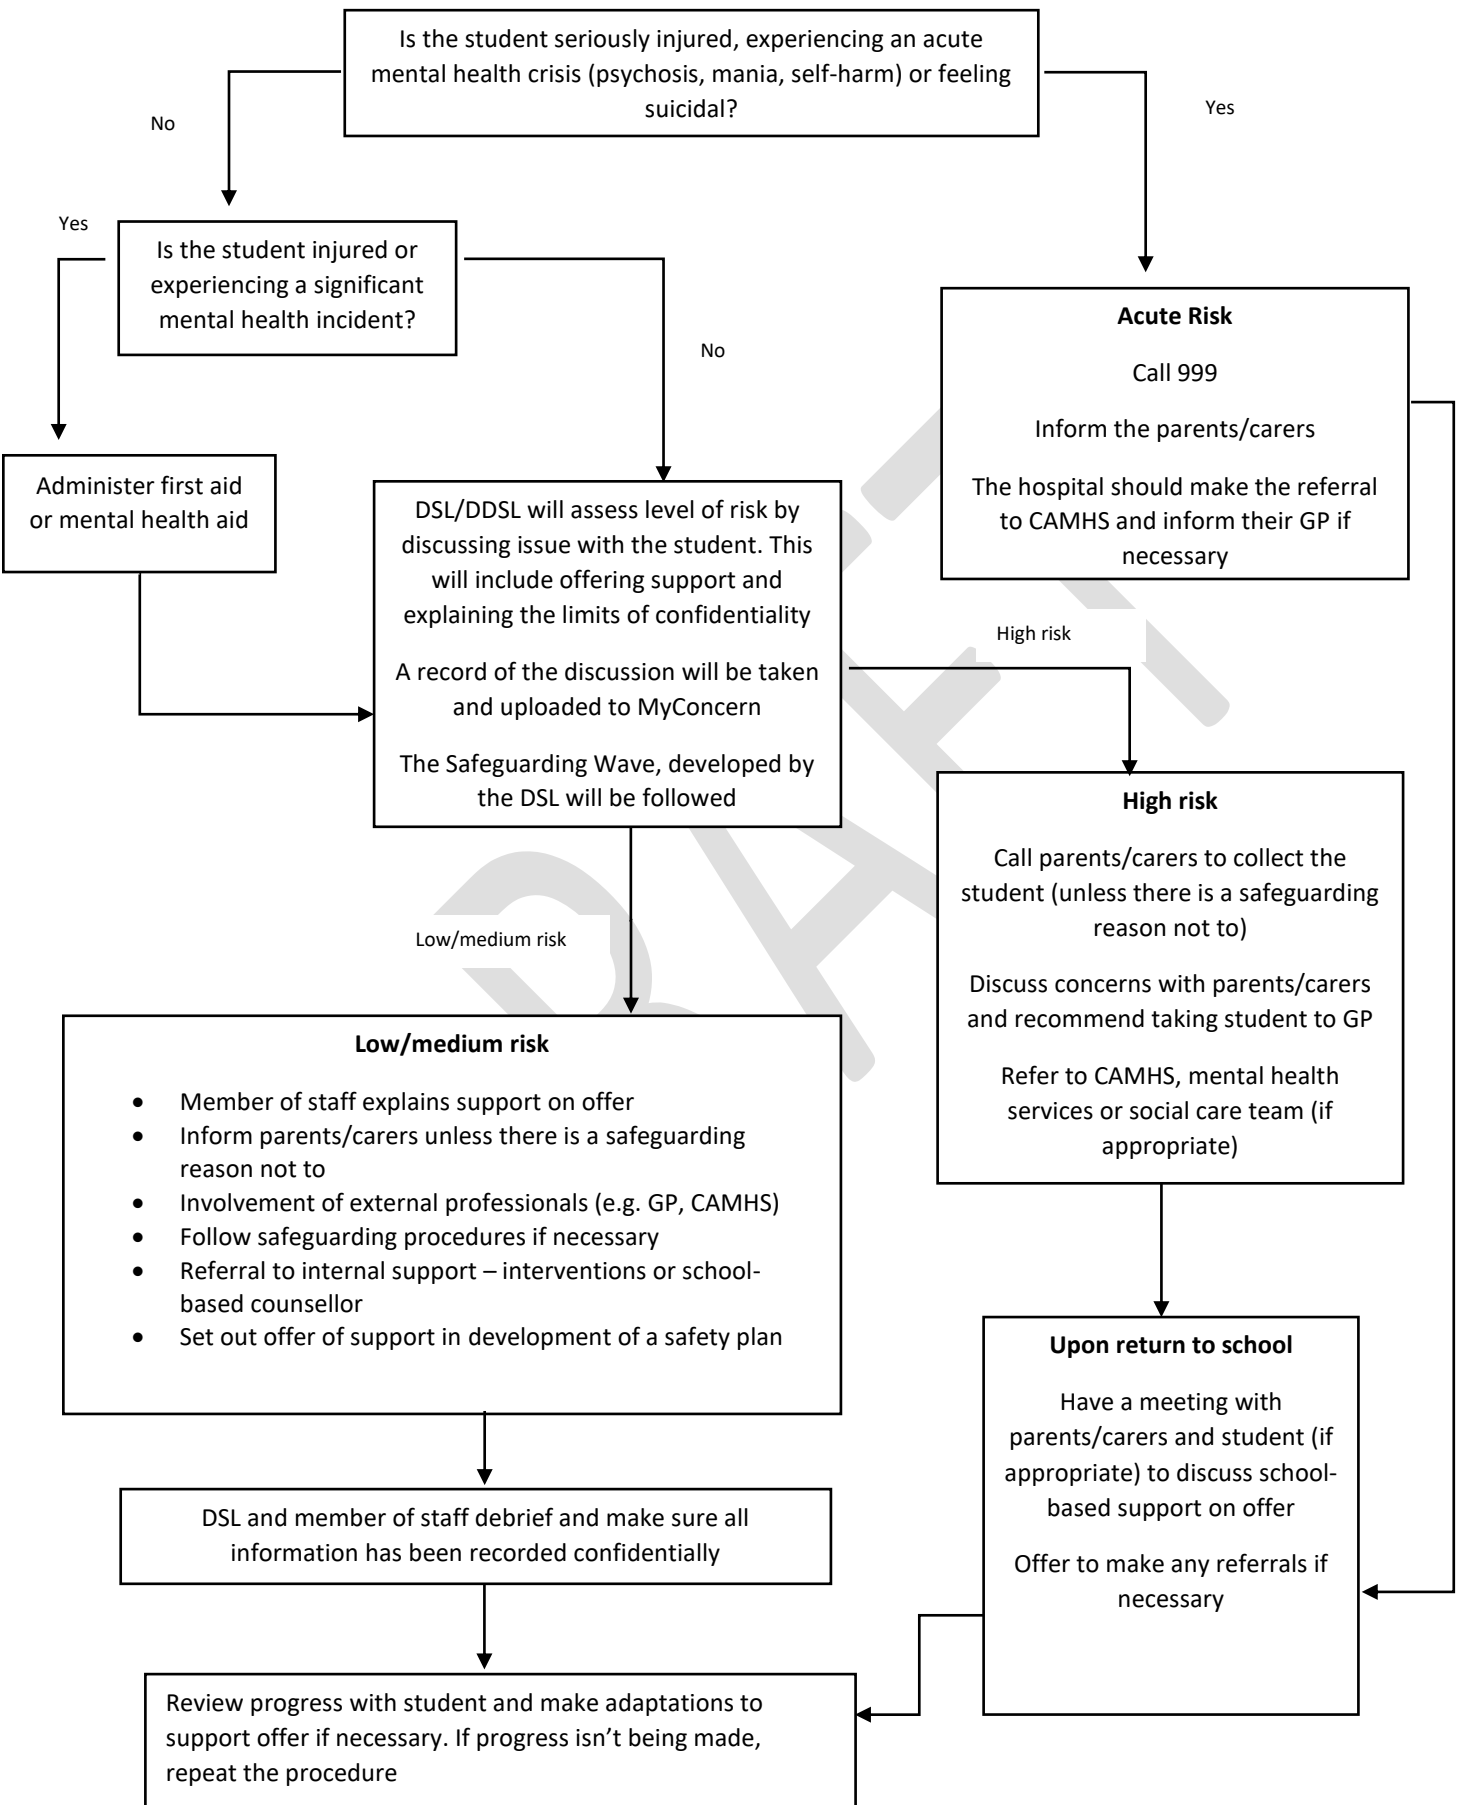 Is the student seriously injured, experiencing an acute
mental health crisis (psychosis, mania, self-harm) or feeling
suicidal?
No
Yes
Yes
Is the student injured or
experiencing a significant
mental health incident?
No
Acute Risk
Call 999
Inform the parents/carers
The hospital should make the referral
to CAMHS and inform their GP if
necessary
Administer first aid
or mental health aid
DSL/DDSL will assess level of risk by
discussing issue with the student. This
will include offering support and
explaining the limits of confidentiality
A record of the discussion will be taken
and uploaded to MyConcern
The Safeguarding Wave, developed by
the DSL will be followed
High risk
High risk
Call parents/carers to collect the
student (unless there is a safeguarding
reason not to)
Discuss concerns with parents/carers
and recommend taking student to GP
Refer to CAMHS, mental health
services or social care team (if
appropriate)
Low/medium risk
Low/medium risk
• Member of staff explains support on offer
• Inform parents/carers unless there is a safeguarding
reason not to
• Involvement of external professionals (e.g. GP, CAMHS)
• Follow safeguarding procedures if necessary
• Referral to internal support – interventions or school-
based counsellor
• Set out offer of support in development of a safety plan
Upon return to school
Have a meeting with
parents/carers and student (if
appropriate) to discuss school-
based support on offer
Offer to make any referrals if
necessary
DSL and member of staff debrief and make sure all
information has been recorded confidentially
Review progress with student and make adaptations to
support offer if necessary. If progress isn't being made,
repeat the procedure